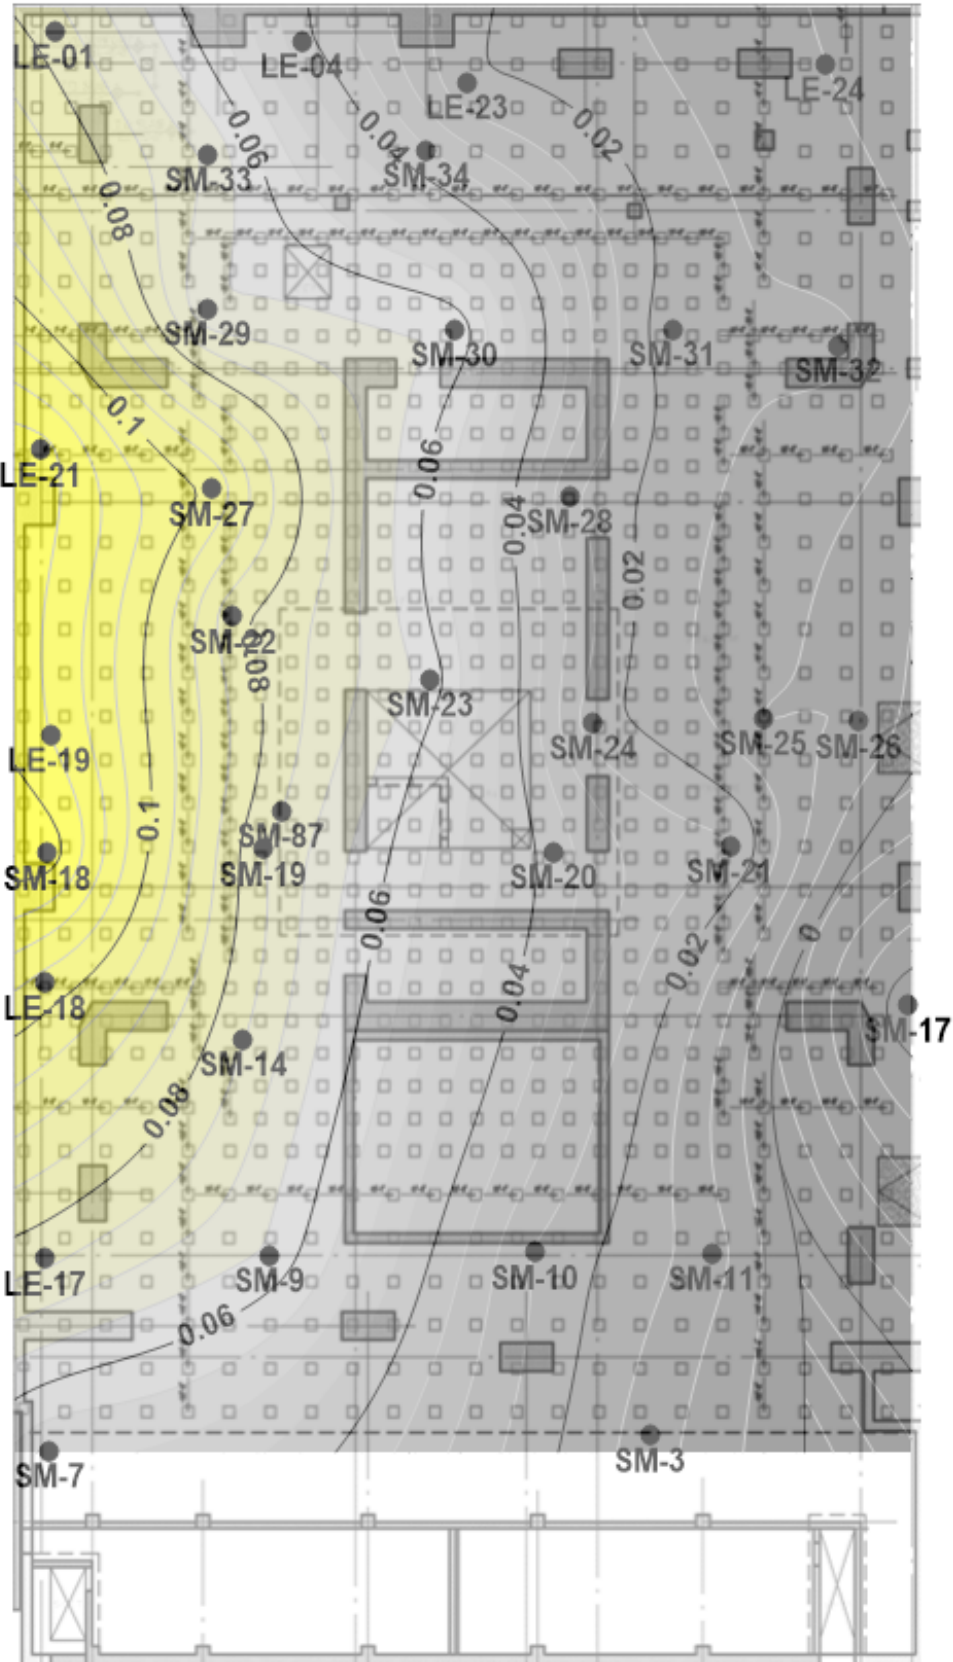 LE-01
LE-04
LE-23
LE-24
0.06
0.04
0.02
SM-33
SM-34
0.08
SM-29
SM-30
SM-31
SM-32
0.1
LE-21
0.06
SM-27
SM-28
0.04
0.02
SM-22
0.08
SM-23
SM-24
SM-25
SM-26
LE-19
0.1
SM-87
SM-18
SM-19
SM-20
SM-21
0.06
0
0.02
LE-18
0.04
SM-17
SM-14
0.08
LE-17
SM-9
SM-10
SM-11
0.06
SM-7
SM-3